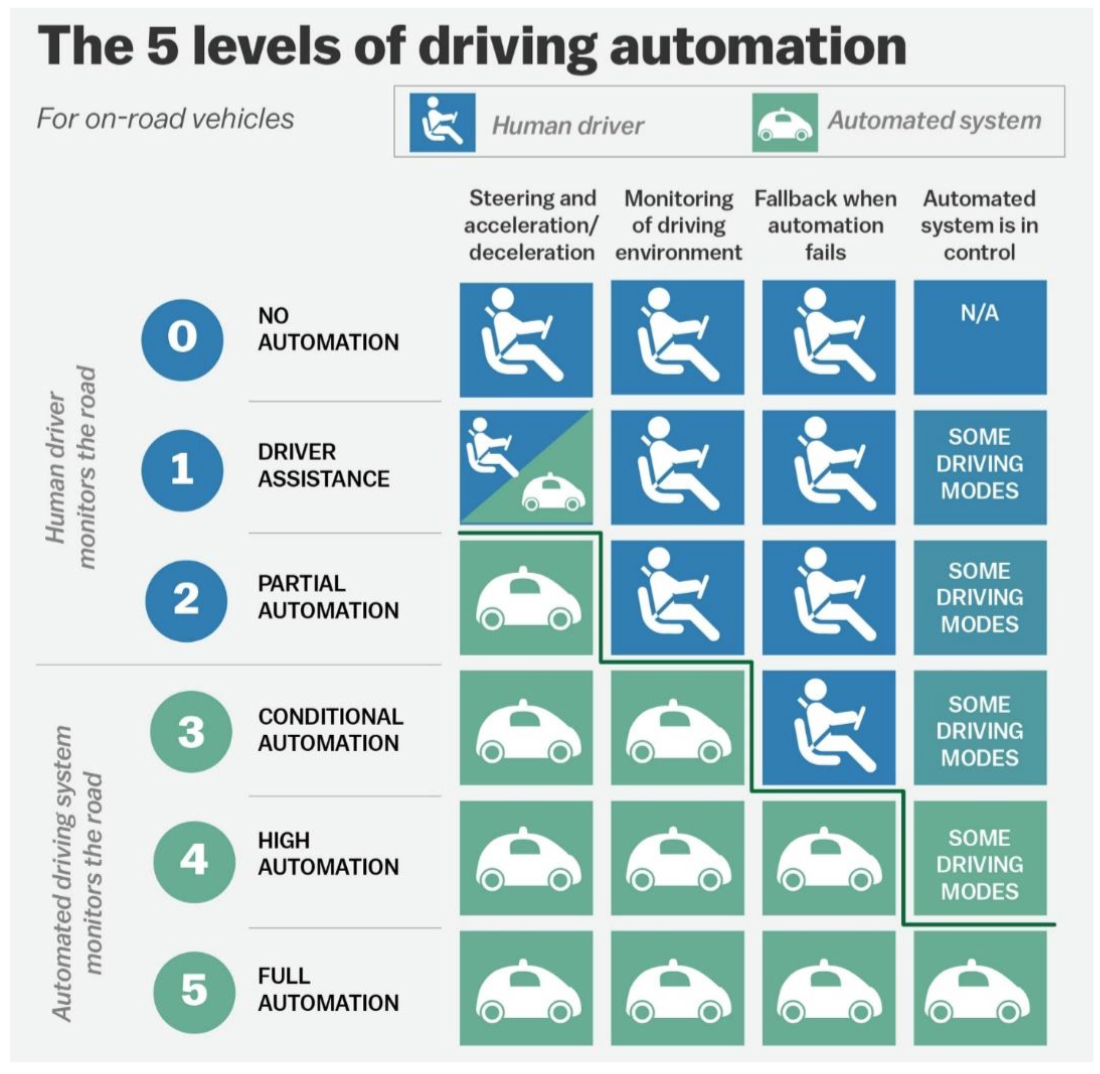 The 5 levels of driving automation
For on-road vehicles
Human driver
Automated system
Steering and
acceleration/
deceleration
Monitoring
of driving
environment
Fallback when
automation
fails
Automated
system is in
control
Human driver
monitors the road
0
NO
AUTOMATION
N/A
1
DRIVER
ASSISTANCE
SOME
DRIVING
MODES
2
PARTIAL
AUTOMATION
SOME
DRIVING
MODES
Automated driving system
monitors the road
3
CONDITIONAL
AUTOMATION
SOME
DRIVING
MODES
4
HIGH
AUTOMATION
SOME
DRIVING
MODES
5
FULL
AUTOMATION